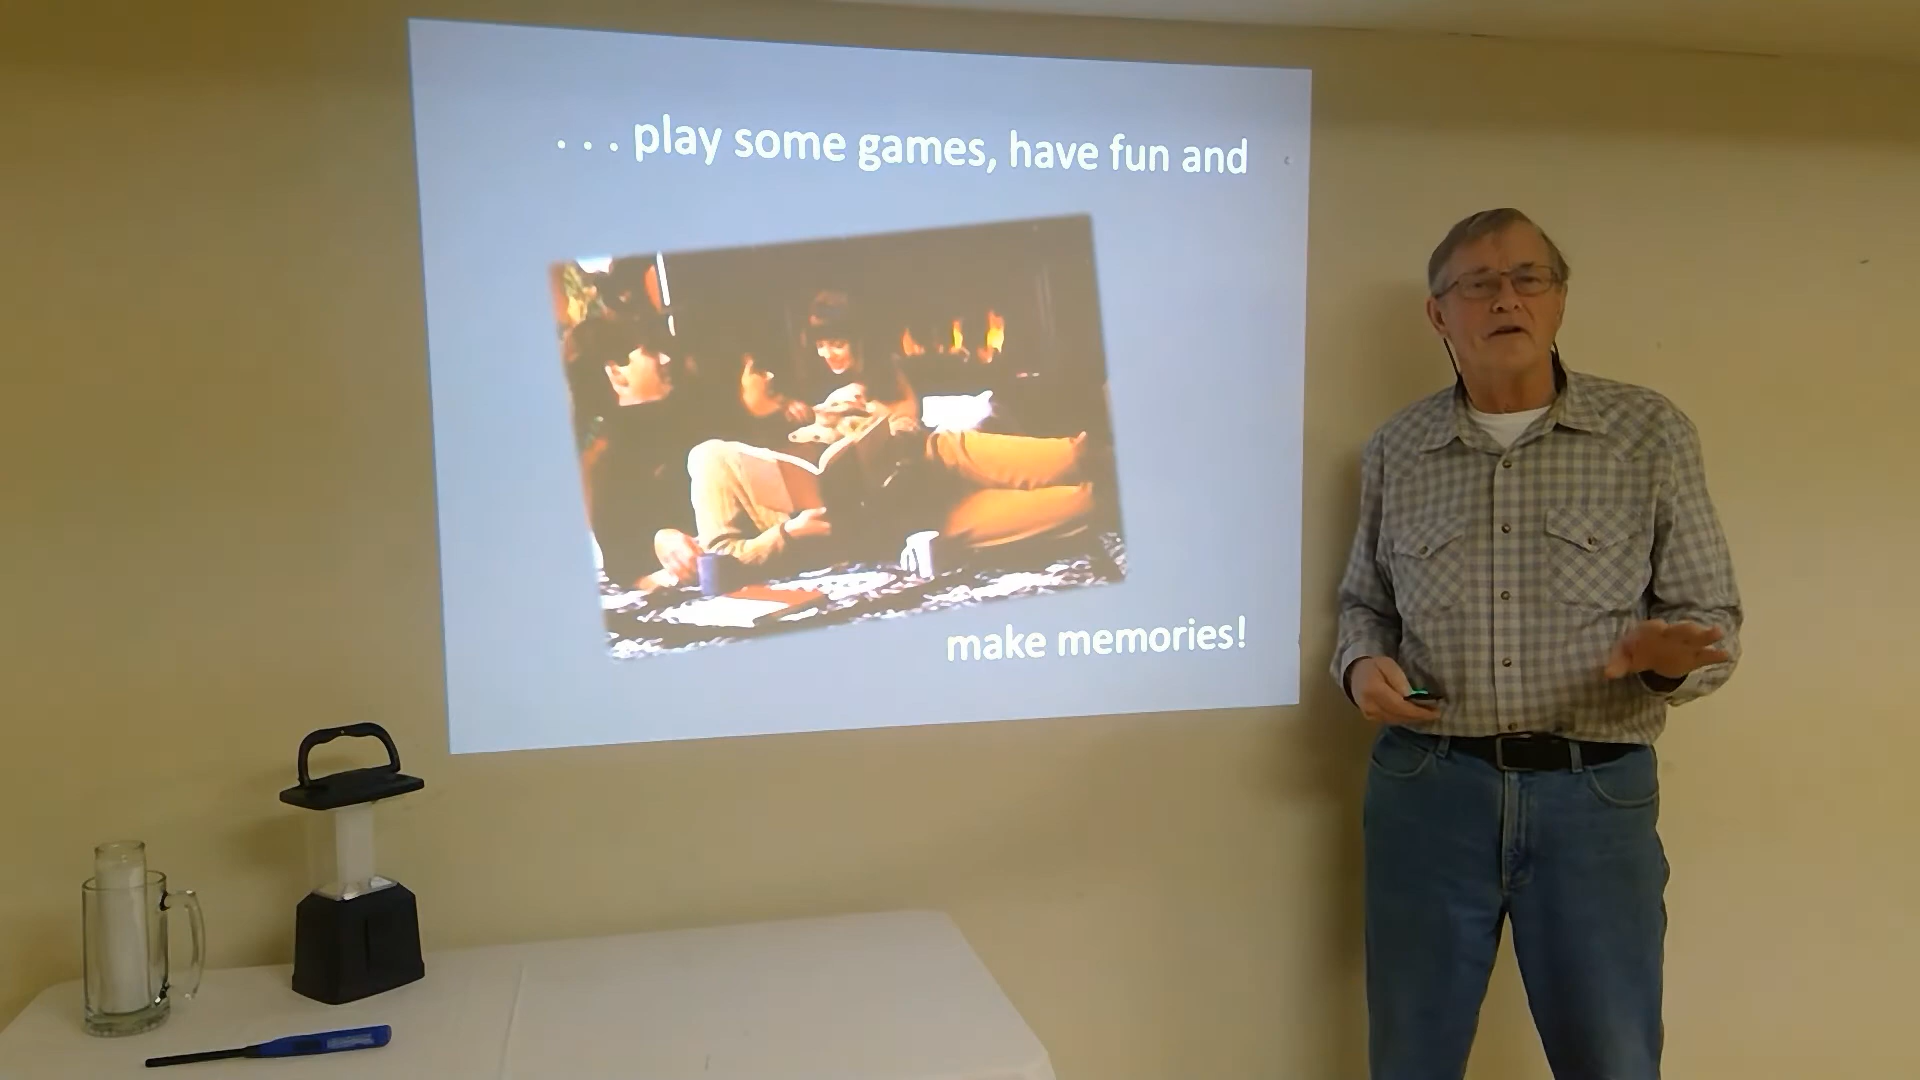 . . . play some games, have fun and
make memories!